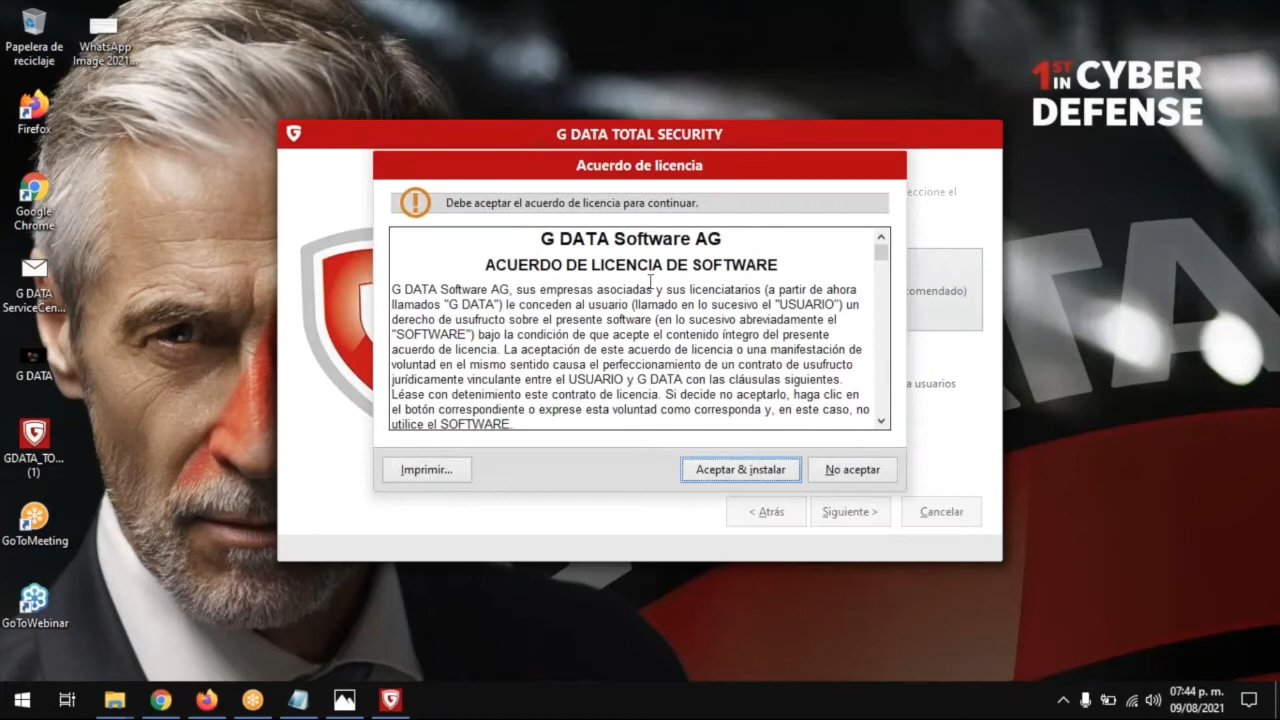 Papelera de
reciclaje
WhatsApp
Image 2021...
Firefox
Google
Chrome
G DATA
ServiceCen...
G DATA
GDATA_TO...
(1)
GoToMeeting
GoToWebinar
1ST IN CYBER
DEFENSE
G DATA TOTAL SECURITY
Acuerdo de licencia
Debe aceptar el acuerdo de licencia para continuar.
G DATA Software AG
ACUERDO DE LICENCIA DE SOFTWARE
G DATA Software AG, sus empresas asociadas y sus licenciatarios (a partir de ahora
llamados "G DATA") le conceden al usuario (llamado en lo sucesivo el "USUARIO") un
derecho de usufructo sobre el presente software (en lo sucesivo abreviadamente el
"SOFTWARE") bajo la condición de que acepte el contenido íntegro del presente
acuerdo de licencia. La aceptación de este acuerdo de licencia o una manifestación de
voluntad en el mismo sentido causa el perfeccionamiento de un contrato de usufructo
jurídicamente vinculante entre el USUARIO y G DATA con las cláusulas siguientes.
Léase con detenimiento este contrato de licencia. Si decide no aceptarlo, haga clic en
el botón correspondiente o exprese esta voluntad como corresponda y, en este caso, no
utilice el SOFTWARE.
Imprimir...
Aceptar & instalar
No aceptar
eccione el
comendado)
a usuarios
< Atrás
Siguiente >
Cancelar
TA
07:44 p. m.
09/08/2021